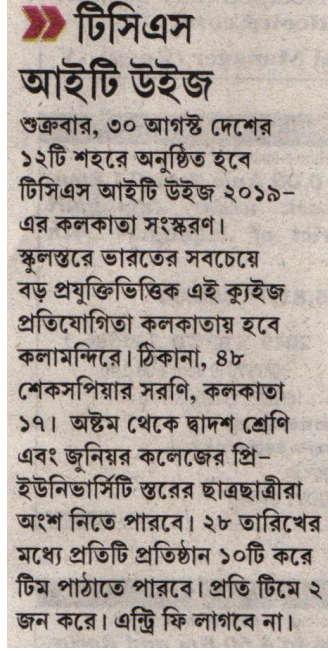 টিসিএস
আইটি উইজ
শুক্রবার, ৩০ আগস্ট দেশের
১২টি শহরে অনুষ্ঠিত হবে
টিসিএস আইটি উইজ ২০১৯-
এর কলকাতা সংস্করণ।
স্কুলস্তরে ভারতের সবচেয়ে
বড় প্রযুক্তিভিত্তিক এই ক্যুইজ
প্রতিযোগিতা কলকাতায় হবে
কলামন্দিরে। ঠিকানা, ৪৮
শেকসপিয়ার সরণি, কলকাতা
১৭। অষ্টম থেকে দ্বাদশ শ্রেণি
এবং জুনিয়র কলেজের প্রি-
ইউনিভার্সিটি স্তরের ছাত্রছাত্রীরা
অংশ নিতে পারবে। ২৮ তারিখের
মধ্যে প্রতিটি প্রতিষ্ঠান ১০টি করে
টিম পাঠাতে পারবে। প্রতি টিমে ২
জন করে। এন্ট্রি ফি লাগবে না।